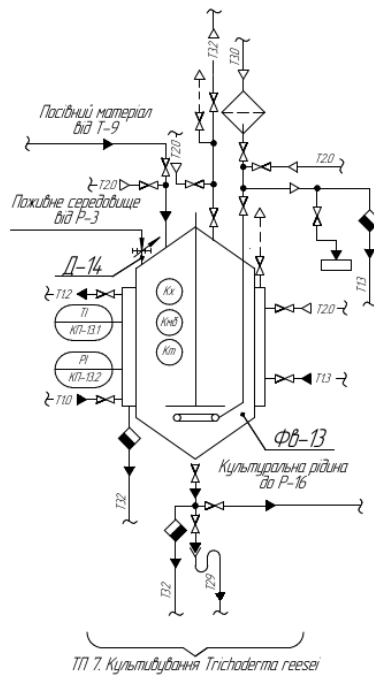 Т3.2
Т3.0
Посівний матеріал
від Т-9
Т2.0
Т2.0
Т2.0
Поживне середовище
від Р-3
Д-14
Т1.3
Т1.2
Кх
ТІ
КП-13.1
Кмб
Т2.0
РІ
КП-13.2
Кт
Т1.0
Т1.3
Фв-13
Культуральна рідина
до Р-16
Т3.2
Т3.2
Т2.9
ТП 7. Культивування Trichoderma reesei